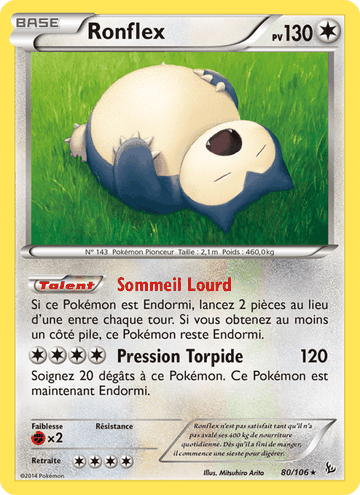 BASE Ronflex PV 130
N° 143 Pokémon Pionceur Taille : 2,1m Poids : 460,0kg
Talent Sommeil Lourd
Si ce Pokémon est Endormi, lancez 2 pièces au lieu
d'une entre chaque tour. Si vous obtenez au moins
un côté pile, ce Pokémon reste Endormi.
Pression Torpide 120
Soignez 20 dégâts à ce Pokémon. Ce Pokémon est
maintenant Endormi.
Faiblesse Résistance
×2
Retraite
Ronflex n'est pas satisfait tant qu'il n'a
pas avalé ses 400 kg de nourriture
quotidienne. Dès qu'il a fini de manger,
il commence une sieste pour digérer.
©2014 Pokémon Illus. Mitsuhiro Arita 80/106 ★